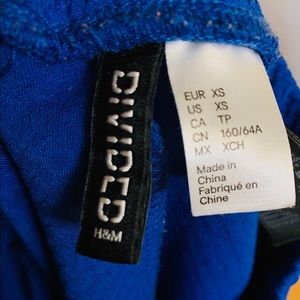 DIVIDED
H&M
EUR XS
US XS
CA TP
CN 160/64A
MX XCH
Made in
China
Fabriqué en
Chine